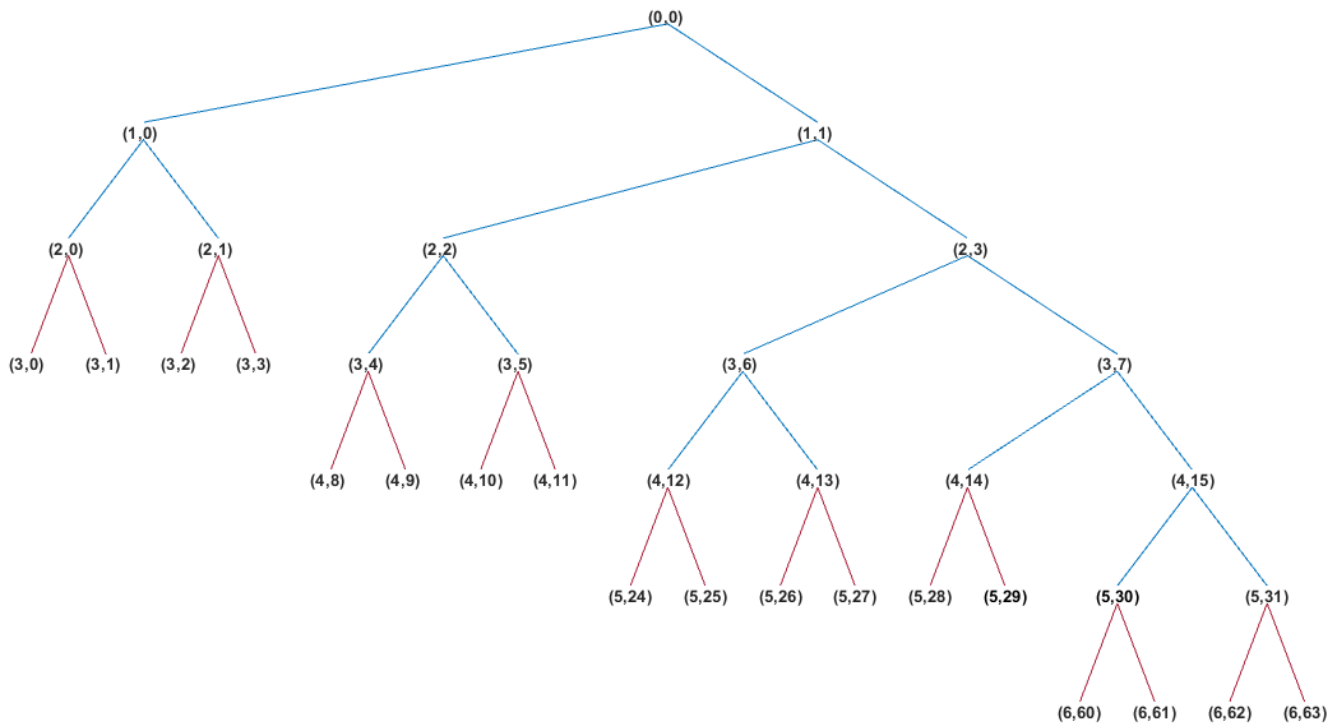 (0,0)
(1,0) (1,1)
(2,0) (2,1) (2,2) (2,3)
(3,0) (3,1) (3,2) (3,3) (3,4) (3,5) (3,6) (3,7)
(4,8) (4,9) (4,10) (4,11) (4,12) (4,13) (4,14) (4,15)
(5,24) (5,25) (5,26) (5,27) (5,28) (5,29) (5,30) (5,31)
(6,60) (6,61) (6,62) (6,63)